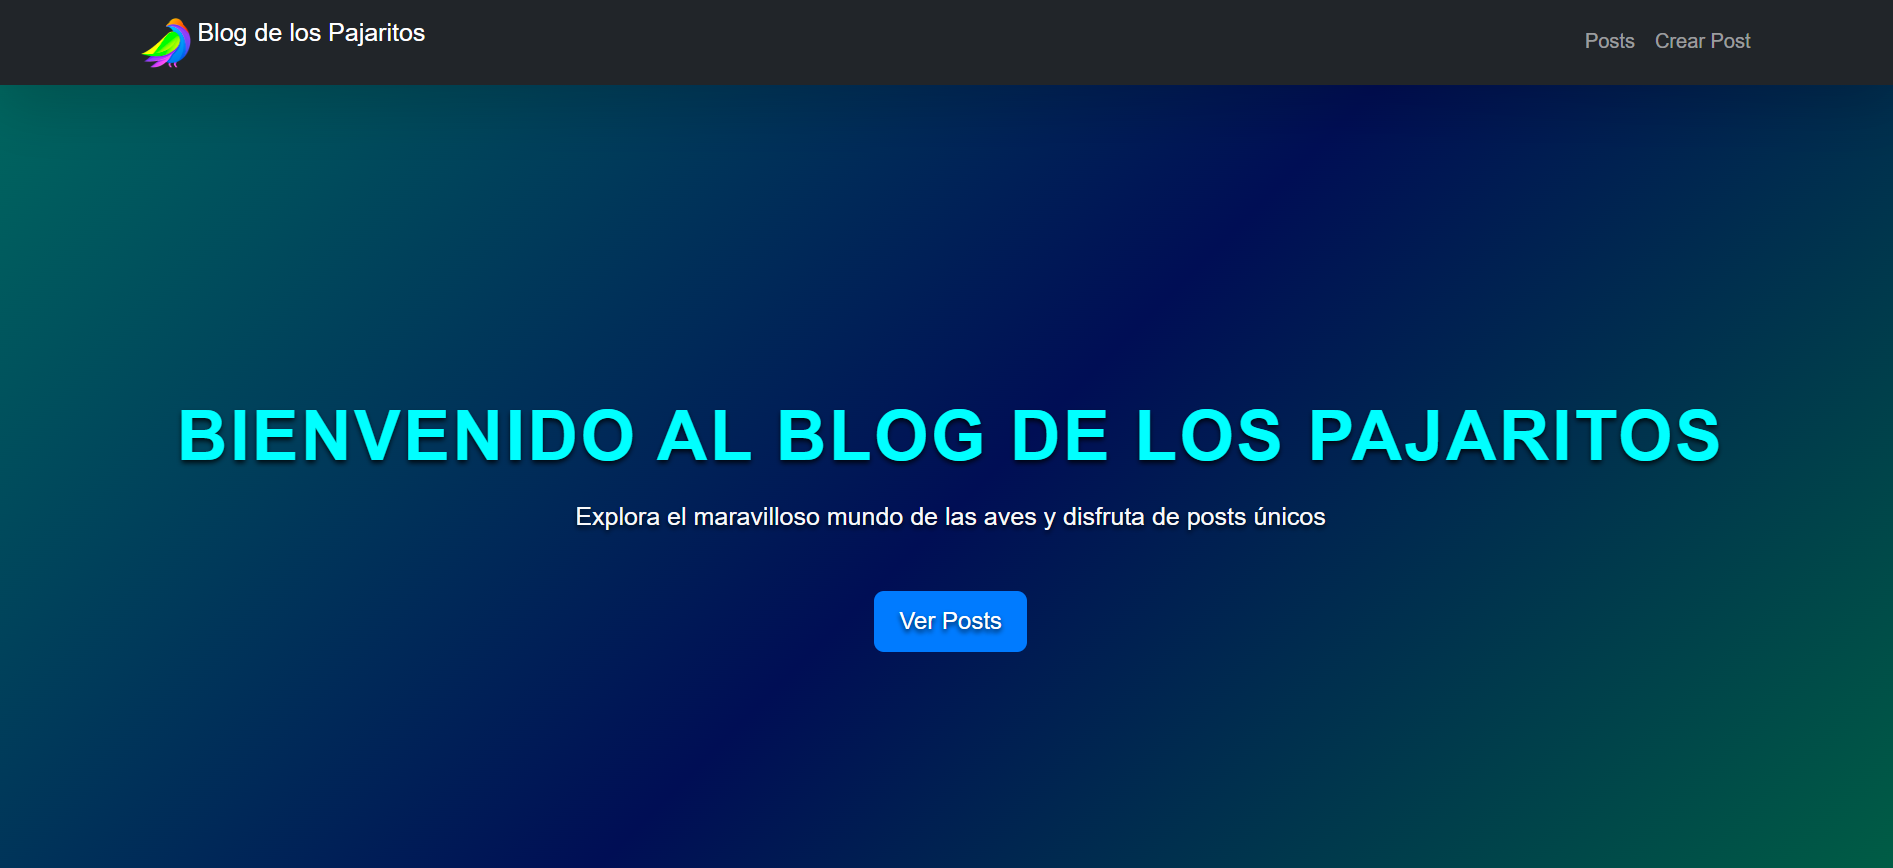 Blog de los Pajaritos
Posts
Crear Post
BIENVENIDO AL BLOG DE LOS PAJARITOS
Explora el maravilloso mundo de las aves y disfruta de posts únicos
Ver Posts